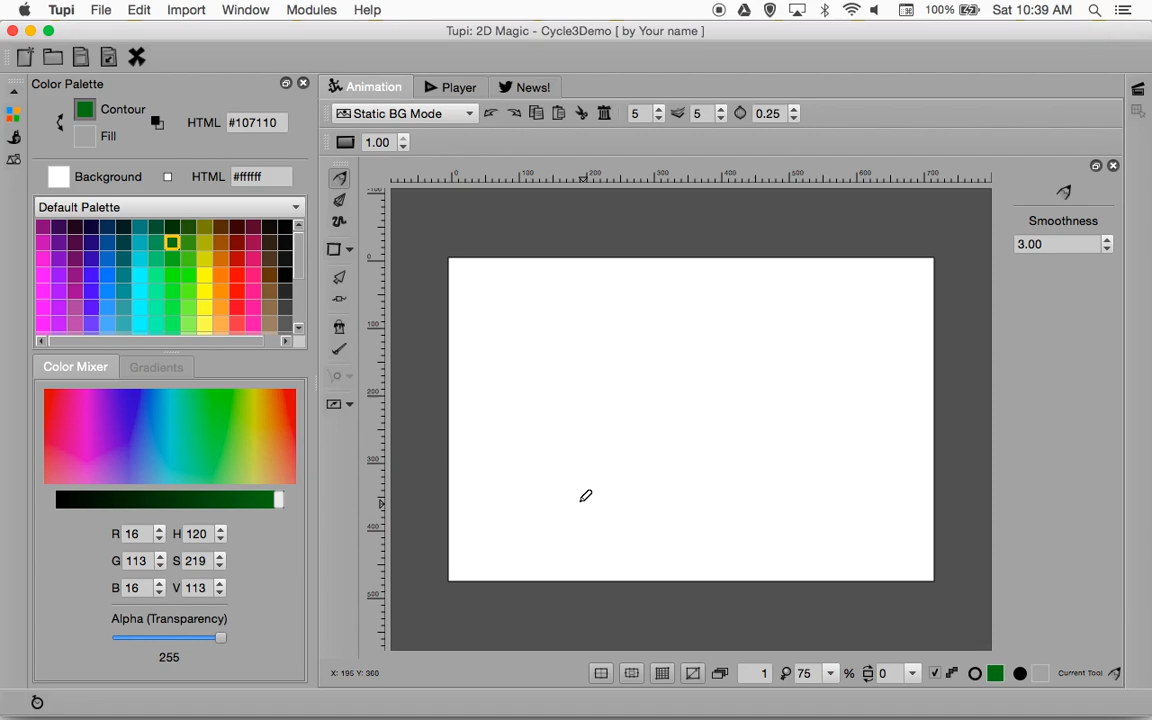 Tupi File Edit Import Window Modules Help 100% Sat 10:39 AM
Tupi: 2D Magic - Cycle3Demo [ by Your name ]
Color Palette
Animation Player News!
Contour
Fill
HTML #107110
Static BG Mode 5 5 0.25
1.00
Background HTML #ffffff
Default Palette
0 100 200 300 400 500 600 700
-100
0
100
200
300
400
500
Smoothness
3.00
Color Mixer Gradients
R 16 H 120
G 113 S 219
B 16 V 113
Alpha (Transparency)
255
X: 195 Y: 360 1 75 % 0 Current Tool